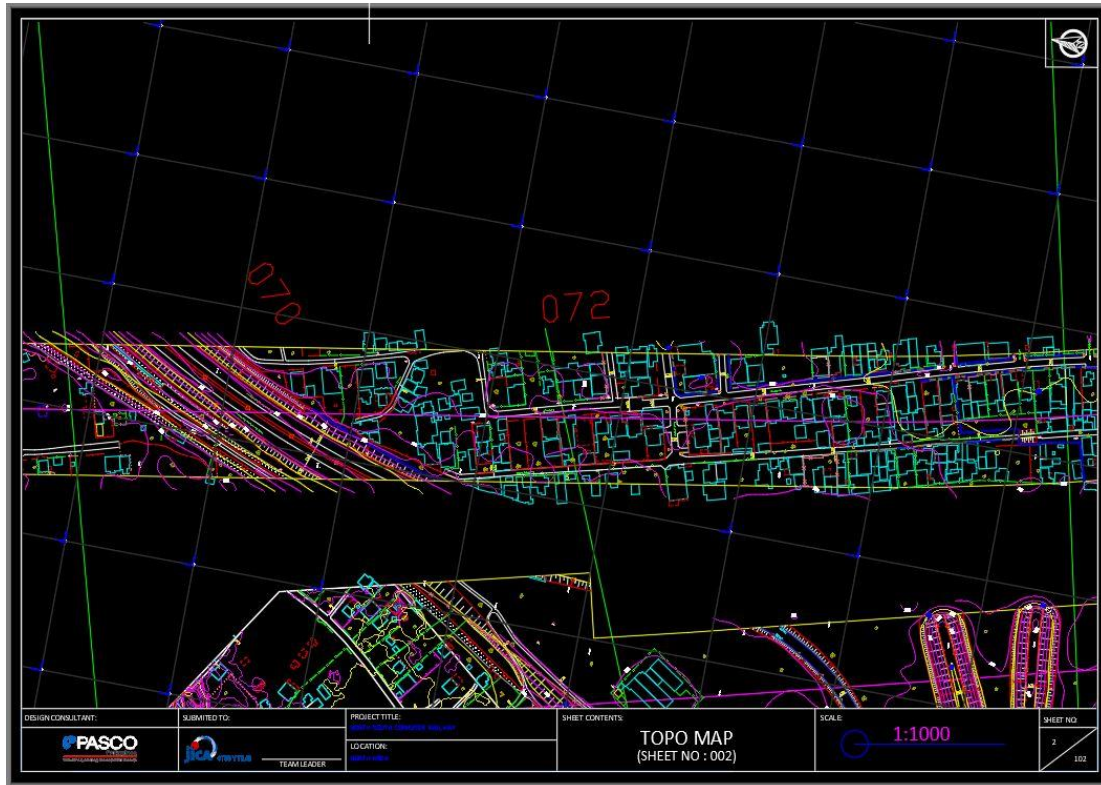 070
072
DESIGN CONSULTANT:
PASCO
SUBMITED TO:
JICA
TEAM LEADER
PROJECT TITLE:
LOCATION:
SHEET CONTENTS:
TOPO MAP
(SHEET NO : 002)
SCALE:
1:1000
SHEET NO:
2
102